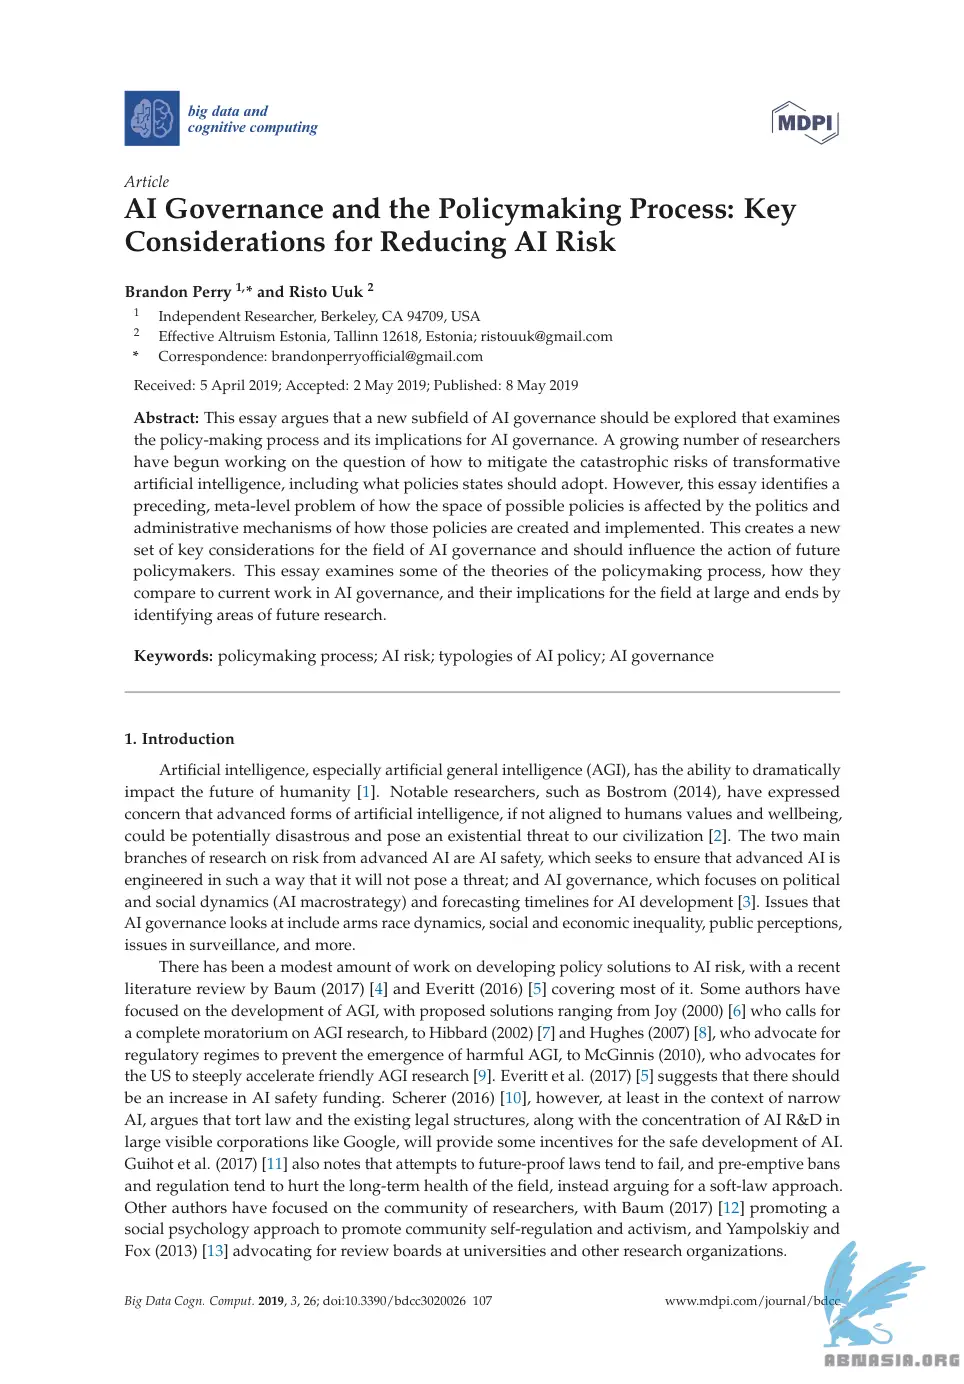 big data and
cognitive computing
MDPI
Article
AI Governance and the Policymaking Process: Key
Considerations for Reducing AI Risk
Brandon Perry 1,* and Risto Uuk 2
1 Independent Researcher, Berkeley, CA 94709, USA
2 Effective Altruism Estonia, Tallinn 12618, Estonia; ristouuk@gmail.com
* Correspondence: brandonperryofficial@gmail.com
Received: 5 April 2019; Accepted: 2 May 2019; Published: 8 May 2019
Abstract: This essay argues that a new subfield of AI governance should be explored that examines
the policy-making process and its implications for AI governance. A growing number of researchers
have begun working on the question of how to mitigate the catastrophic risks of transformative
artificial intelligence, including what policies states should adopt. However, this essay identifies a
preceding, meta-level problem of how the space of possible policies is affected by the politics and
administrative mechanisms of how those policies are created and implemented. This creates a new
set of key considerations for the field of AI governance and should influence the action of future
policymakers. This essay examines some of the theories of the policymaking process, how they
compare to current work in AI governance, and their implications for the field at large and ends by
identifying areas of future research.
Keywords: policymaking process; AI risk; typologies of AI policy; AI governance
1. Introduction
Artificial intelligence, especially artificial general intelligence (AGI), has the ability to dramatically
impact the future of humanity [1]. Notable researchers, such as Bostrom (2014), have expressed
concern that advanced forms of artificial intelligence, if not aligned to humans values and wellbeing,
could be potentially disastrous and pose an existential threat to our civilization [2]. The two main
branches of research on risk from advanced AI are AI safety, which seeks to ensure that advanced AI is
engineered in such a way that it will not pose a threat; and AI governance, which focuses on political
and social dynamics (AI macrostrategy) and forecasting timelines for AI development [3]. Issues that
AI governance looks at include arms race dynamics, social and economic inequality, public perceptions,
issues in surveillance, and more.
There has been a modest amount of work on developing policy solutions to AI risk, with a recent
literature review by Baum (2017) [4] and Everitt (2016) [5] covering most of it. Some authors have
focused on the development of AGI, with proposed solutions ranging from Joy (2000) [6] who calls for
a complete moratorium on AGI research, to Hibbard (2002) [7] and Hughes (2007) [8], who advocate for
regulatory regimes to prevent the emergence of harmful AGI, to McGinnis (2010), who advocates for
the US to steeply accelerate friendly AGI research [9]. Everitt et al. (2017) [5] suggests that there should
be an increase in AI safety funding. Scherer (2016) [10], however, at least in the context of narrow
AI, argues that tort law and the existing legal structures, along with the concentration of AI R&D in
large visible corporations like Google, will provide some incentives for the safe development of AI.
Guihot et al. (2017) [11] also notes that attempts to future-proof laws tend to fail, and pre-emptive bans
and regulation tend to hurt the long-term health of the field, instead arguing for a soft-law approach.
Other authors have focused on the community of researchers, with Baum (2017) [12] promoting a
social psychology approach to promote community self-regulation and activism, and Yampolskiy and
Fox (2013) [13] advocating for review boards at universities and other research organizations.
Big Data Cogn. Comput. 2019, 3, 26; doi:10.3390/bdcc3020026 107 www.mdpi.com/journal/bdcc
ABNASIA.ORG